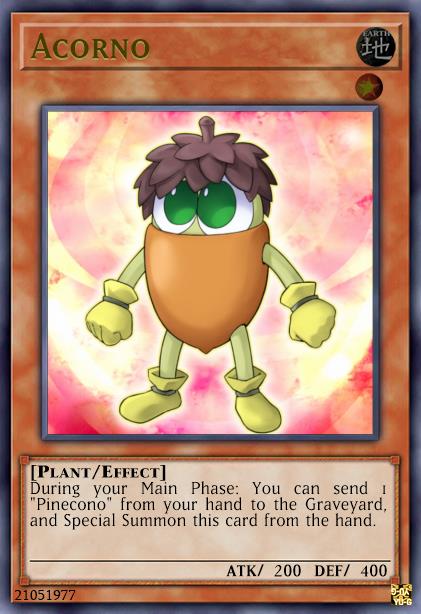 ACORNO
EARTH
地
[PLANT/EFFECT]
During your Main Phase: You can send 1
"Pinecono" from your hand to the Graveyard,
and Special Summon this card from the hand.
ATK/ 200 DEF/ 400
21051977